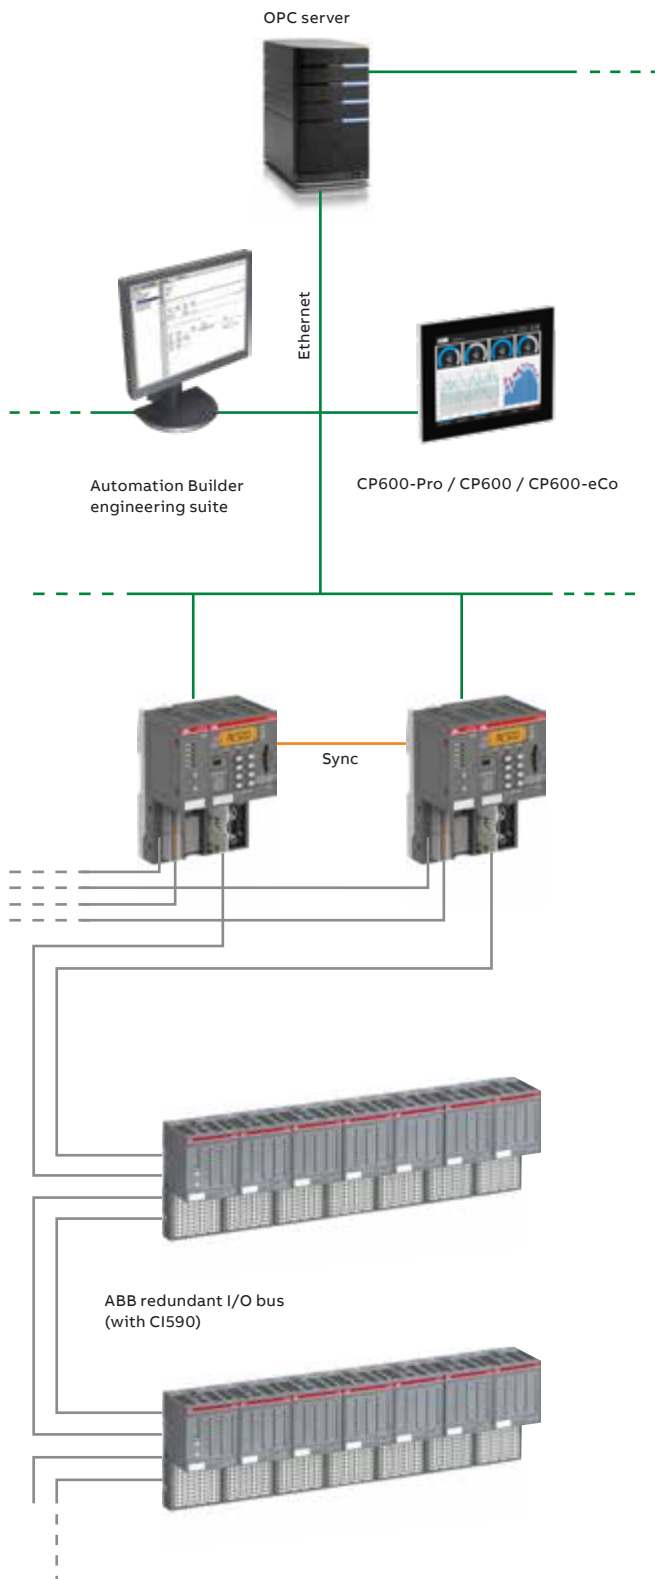 OPC server
Ethernet
Automation Builder
engineering suite
CP600-Pro / CP600 / CP600-eCo
Sync
ABB redundant I/O bus
(with CI590)